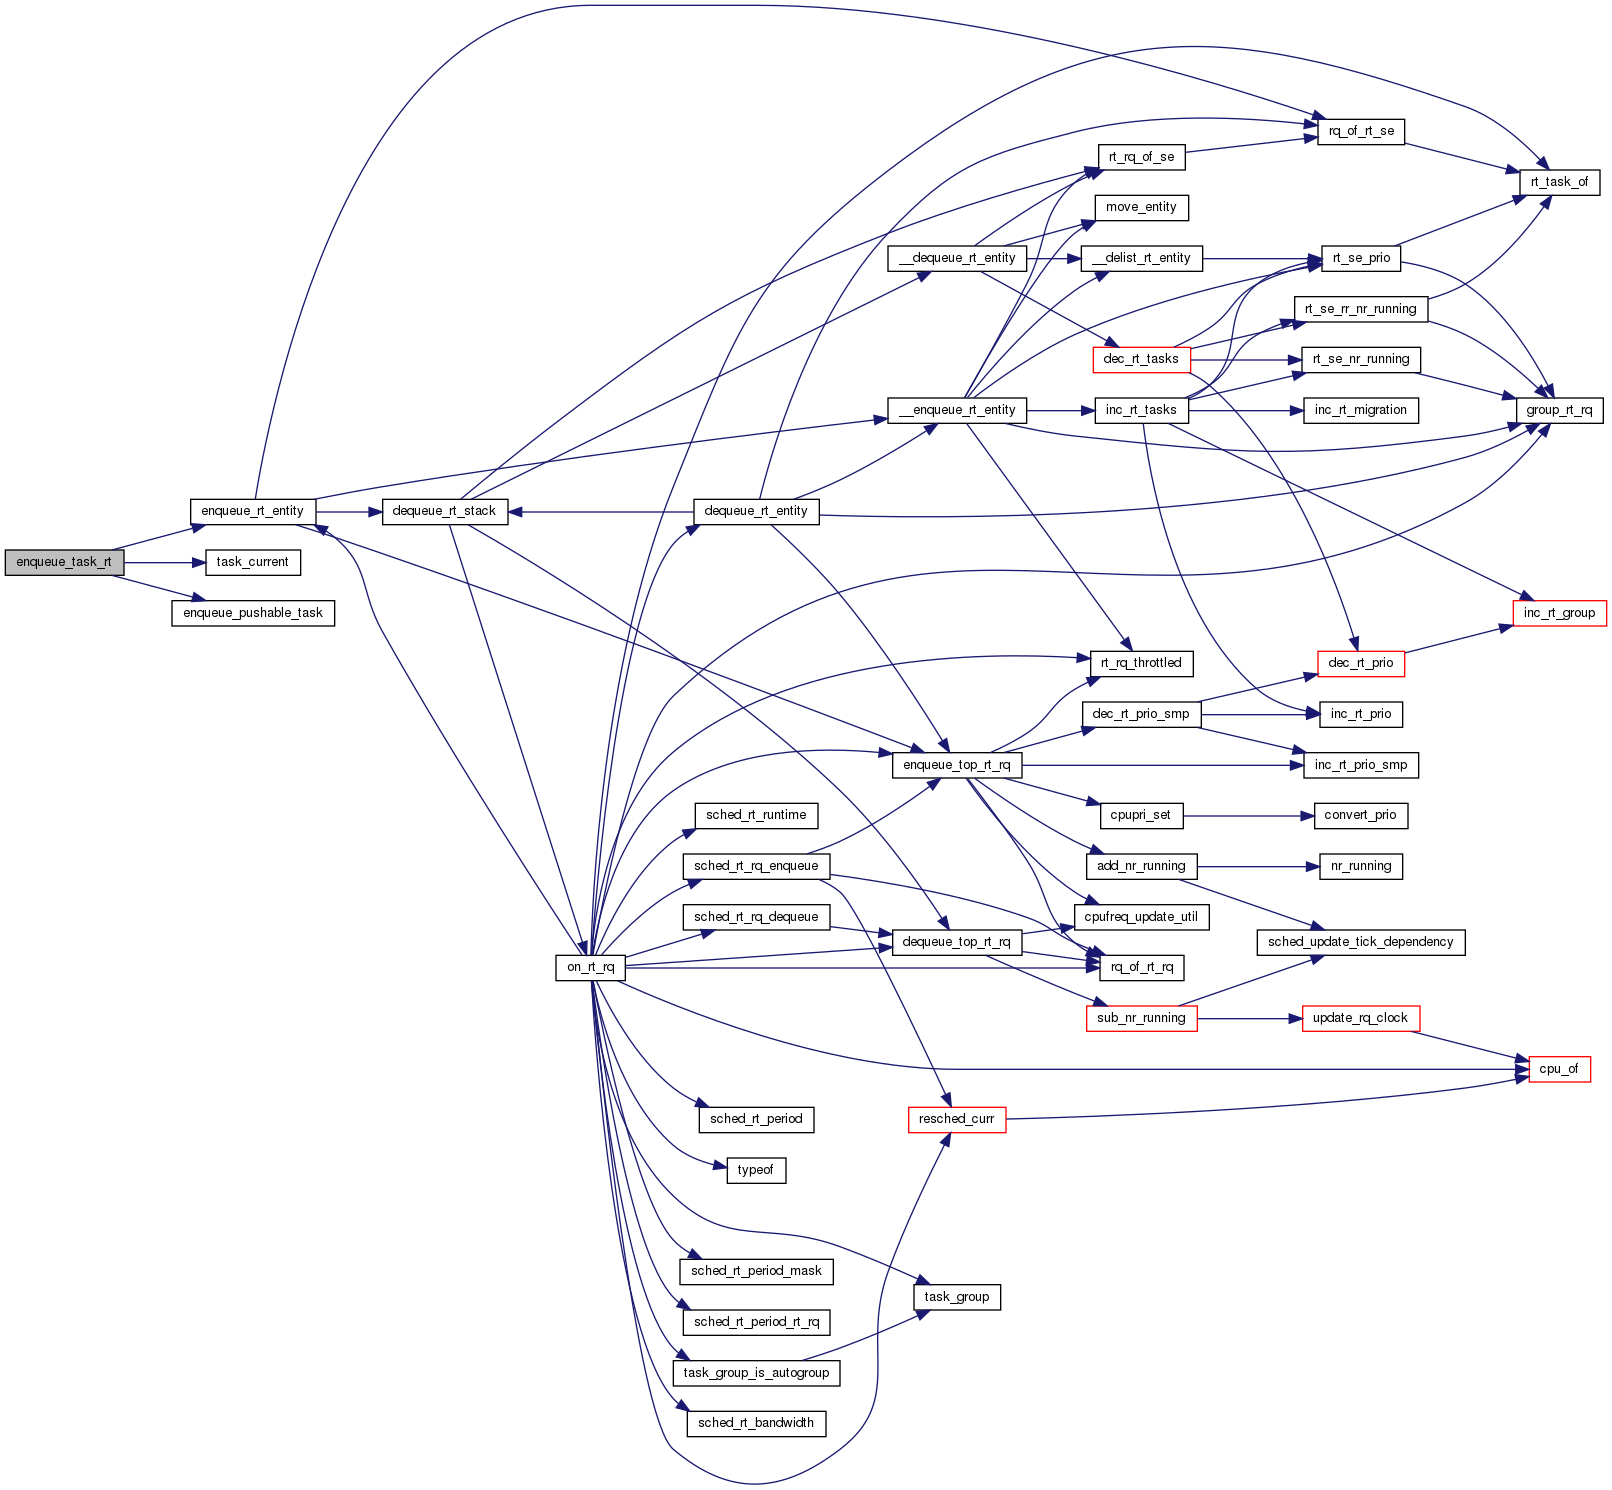 enqueue_task_rt
enqueue_rt_entity
task_current
enqueue_pushable_task
dequeue_rt_stack
on_rt_rq
dequeue_rt_entity
sched_rt_runtime
sched_rt_rq_enqueue
sched_rt_rq_dequeue
sched_rt_period
typeof
sched_rt_period_mask
sched_rt_period_rt_rq
task_group_is_autogroup
sched_rt_bandwidth
__dequeue_rt_entity
__enqueue_rt_entity
enqueue_top_rt_rq
dequeue_top_rt_rq
resched_curr
task_group
rt_rq_of_se
move_entity
__delist_rt_entity
dec_rt_tasks
inc_rt_tasks
rt_rq_throttled
dec_rt_prio_smp
cpupri_set
add_nr_running
cpufreq_update_util
rq_of_rt_rq
sub_nr_running
rq_of_rt_se
rt_se_prio
rt_se_rr_nr_running
rt_se_nr_running
inc_rt_migration
dec_rt_prio
inc_rt_prio
inc_rt_prio_smp
convert_prio
nr_running
sched_update_tick_dependency
update_rq_clock
rt_task_of
group_rt_rq
inc_rt_group
cpu_of